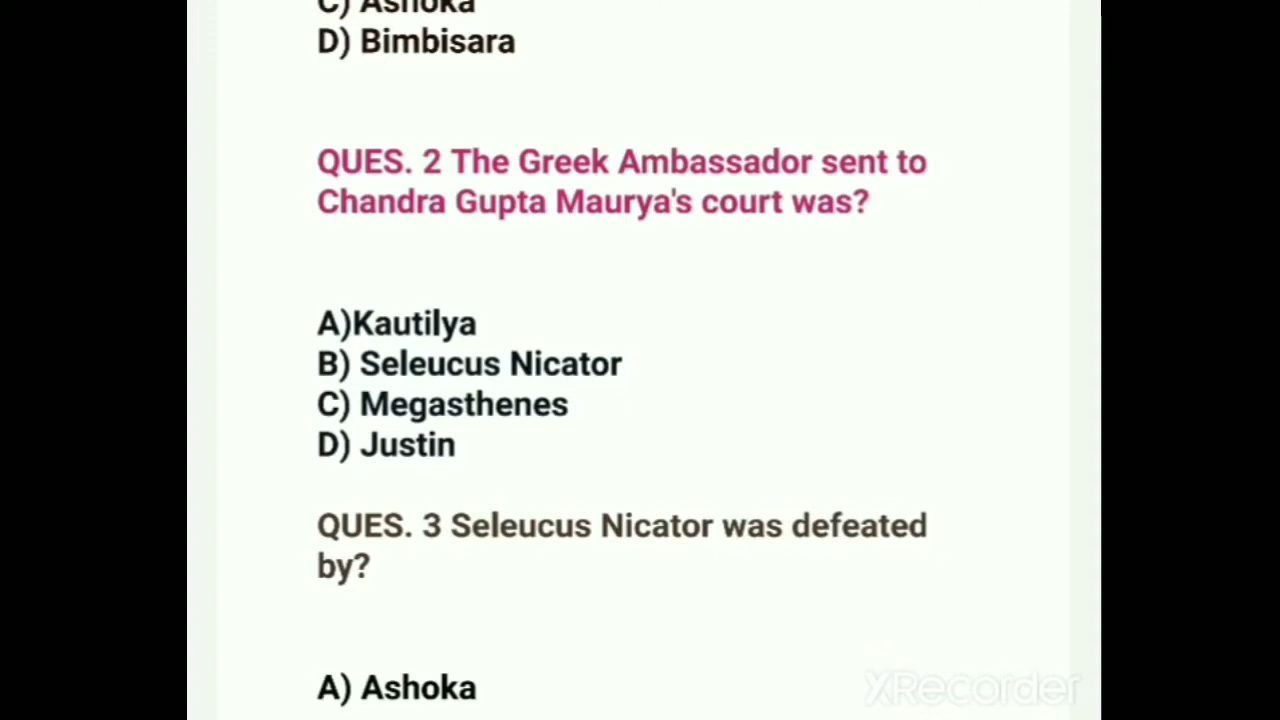 C) Ashoka
D) Bimbisara
QUES. 2 The Greek Ambassador sent to
Chandra Gupta Maurya's court was?
A)Kautilya
B) Seleucus Nicator
C) Megasthenes
D) Justin
QUES. 3 Seleucus Nicator was defeated
by?
A) Ashoka
XRecorder